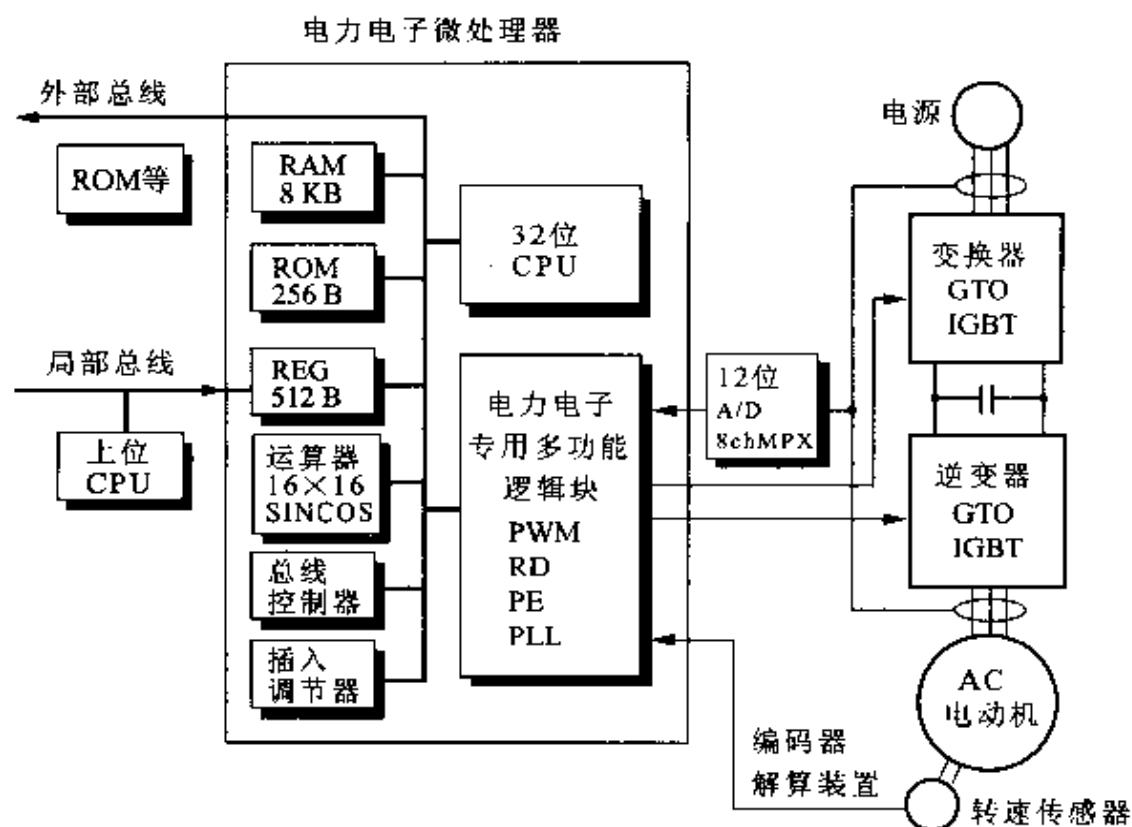 电力电子微处理器
外部总线
ROM等
RAM
8 KB
ROM
256 B
局部总线
REG
512 B
上位
CPU
运算器
16×16
SINCOS
总线
控制器
插入
调节器
32位
CPU
电力电子
专用多功能
逻辑块
PWM
RD
PE
PLL
12位
A/D
8chMPX
电源
变换器
GTO
IGBT
逆变器
GTO
IGBT
AC
电动机
编码器
解算装置
转速传感器